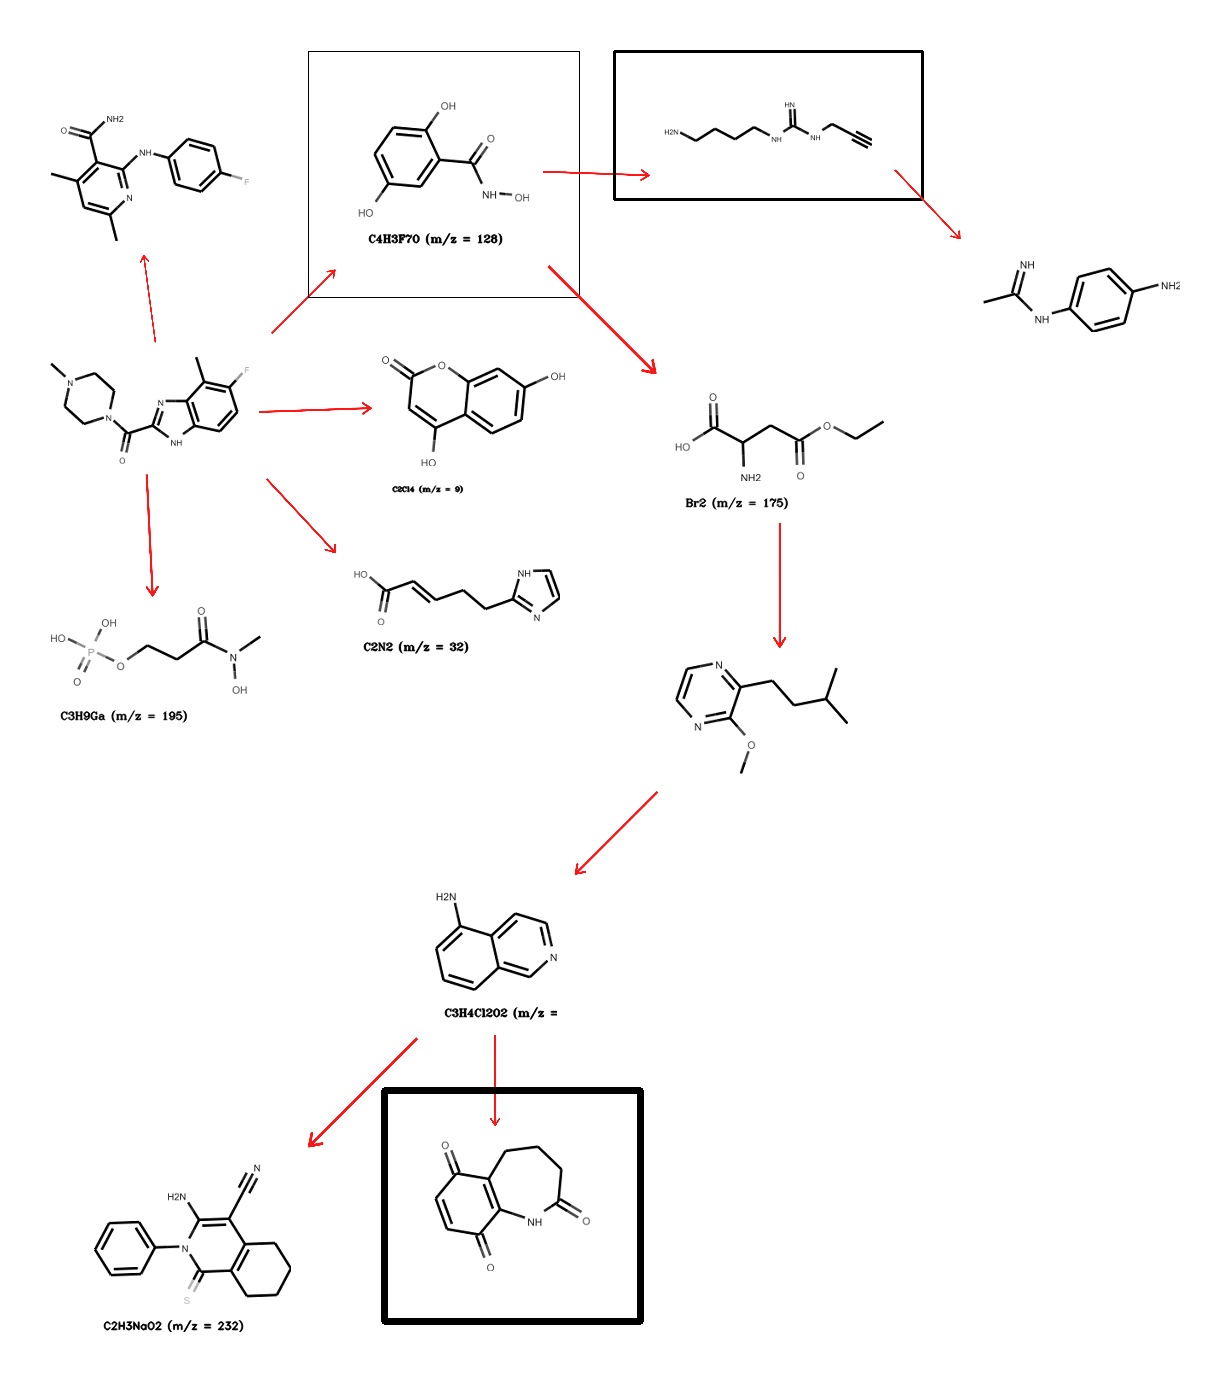 O
NH2
NH
N
F
OH
O
NH
OH
HO
C4H3F7O (m/z = 128)
H2N
NH
HN
NH
NH
NH
NH2
N
N
O
N
NH
F
O
O
OH
HO
C2Cl4 (m/z = 9)
O
HO
NH2
O
O
Br2 (m/z = 175)
HO
O
NH
N
C2N2 (m/z = 32)
HO
OH
P
O
O
O
N
OH
C3H9Ga (m/z = 195)
N
N
O
H2N
N
C3H4Cl2O2 (m/z =
H2N
N
N
S
C2H3NaO2 (m/z = 232)
O
NH
O
O